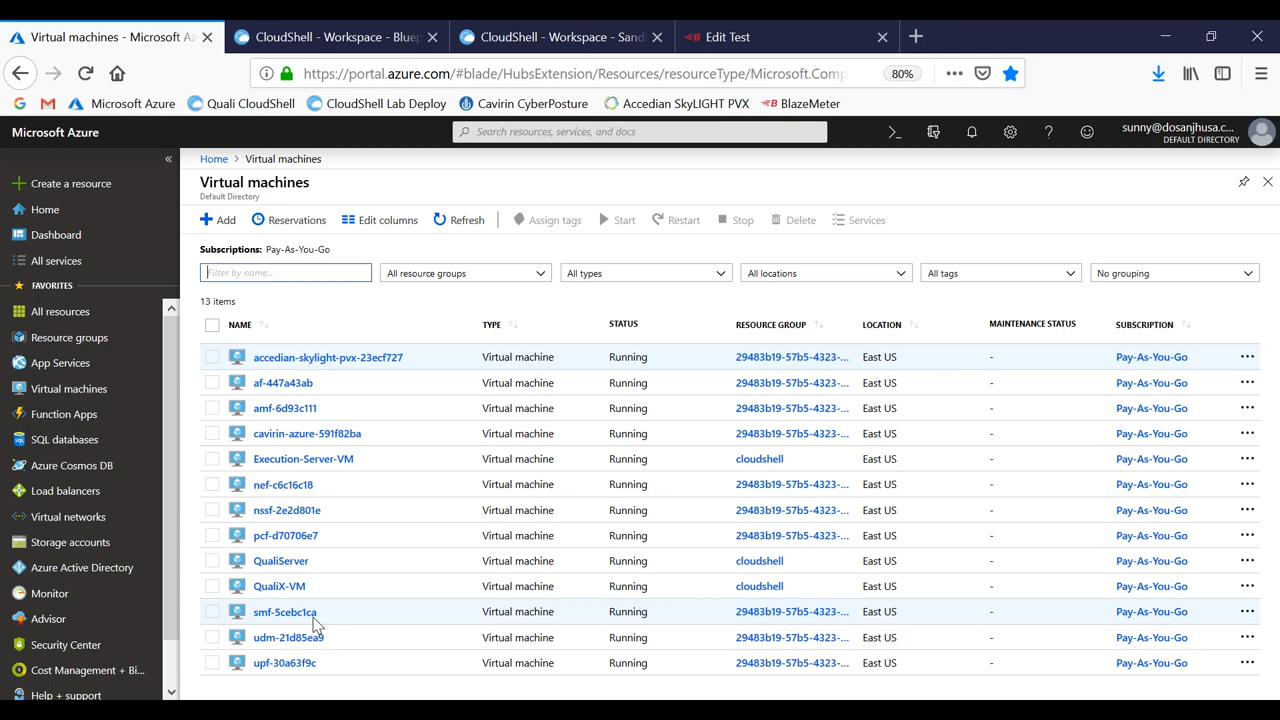 Virtual machines - Microsoft Az
CloudShell - Workspace - Bluep
CloudShell - Workspace - Sand
Edit Test
https://portal.azure.com/#blade/HubsExtension/Resources/resourceType/Microsoft.Comp
80%
Microsoft Azure
Quali CloudShell
CloudShell Lab Deploy
Cavirin CyberPosture
Accedian SkyLIGHT PVX
BlazeMeter
Microsoft Azure
Search resources, services, and docs
sunny@dosanjhusa.c...
DEFAULT DIRECTORY
Create a resource
Home
Dashboard
All services
FAVORITES
All resources
Resource groups
App Services
Virtual machines
Function Apps
SQL databases
Azure Cosmos DB
Load balancers
Virtual networks
Storage accounts
Azure Active Directory
Monitor
Advisor
Security Center
Cost Management + Bi...
Help + support
Home > Virtual machines
Virtual machines
Default Directory
Add Reservations Edit columns Refresh Assign tags Start Restart Stop Delete Services
Subscriptions: Pay-As-You-Go
Filter by name... All resource groups All types All locations All tags No grouping
13 items
NAME TYPE STATUS RESOURCE GROUP LOCATION MAINTENANCE STATUS SUBSCRIPTION
accedian-skylight-pvx-23ecf727 Virtual machine Running 29483b19-57b5-4323-... East US - Pay-As-You-Go ...
af-447a43ab Virtual machine Running 29483b19-57b5-4323-... East US - Pay-As-You-Go ...
amf-6d93c111 Virtual machine Running 29483b19-57b5-4323-... East US - Pay-As-You-Go ...
cavirin-azure-591f82ba Virtual machine Running 29483b19-57b5-4323-... East US - Pay-As-You-Go ...
Execution-Server-VM Virtual machine Running cloudshell East US - Pay-As-You-Go ...
nef-c6c16c18 Virtual machine Running 29483b19-57b5-4323-... East US - Pay-As-You-Go ...
nssf-2e2d801e Virtual machine Running 29483b19-57b5-4323-... East US - Pay-As-You-Go ...
pcf-d70706e7 Virtual machine Running 29483b19-57b5-4323-... East US - Pay-As-You-Go ...
QualiServer Virtual machine Running cloudshell East US - Pay-As-You-Go ...
QualiX-VM Virtual machine Running cloudshell East US - Pay-As-You-Go ...
smf-5cebc1ca Virtual machine Running 29483b19-57b5-4323-... East US - Pay-As-You-Go ...
udm-21d85ea9 Virtual machine Running 29483b19-57b5-4323-... East US - Pay-As-You-Go ...
upf-30a63f9c Virtual machine Running 29483b19-57b5-4323-... East US - Pay-As-You-Go ...